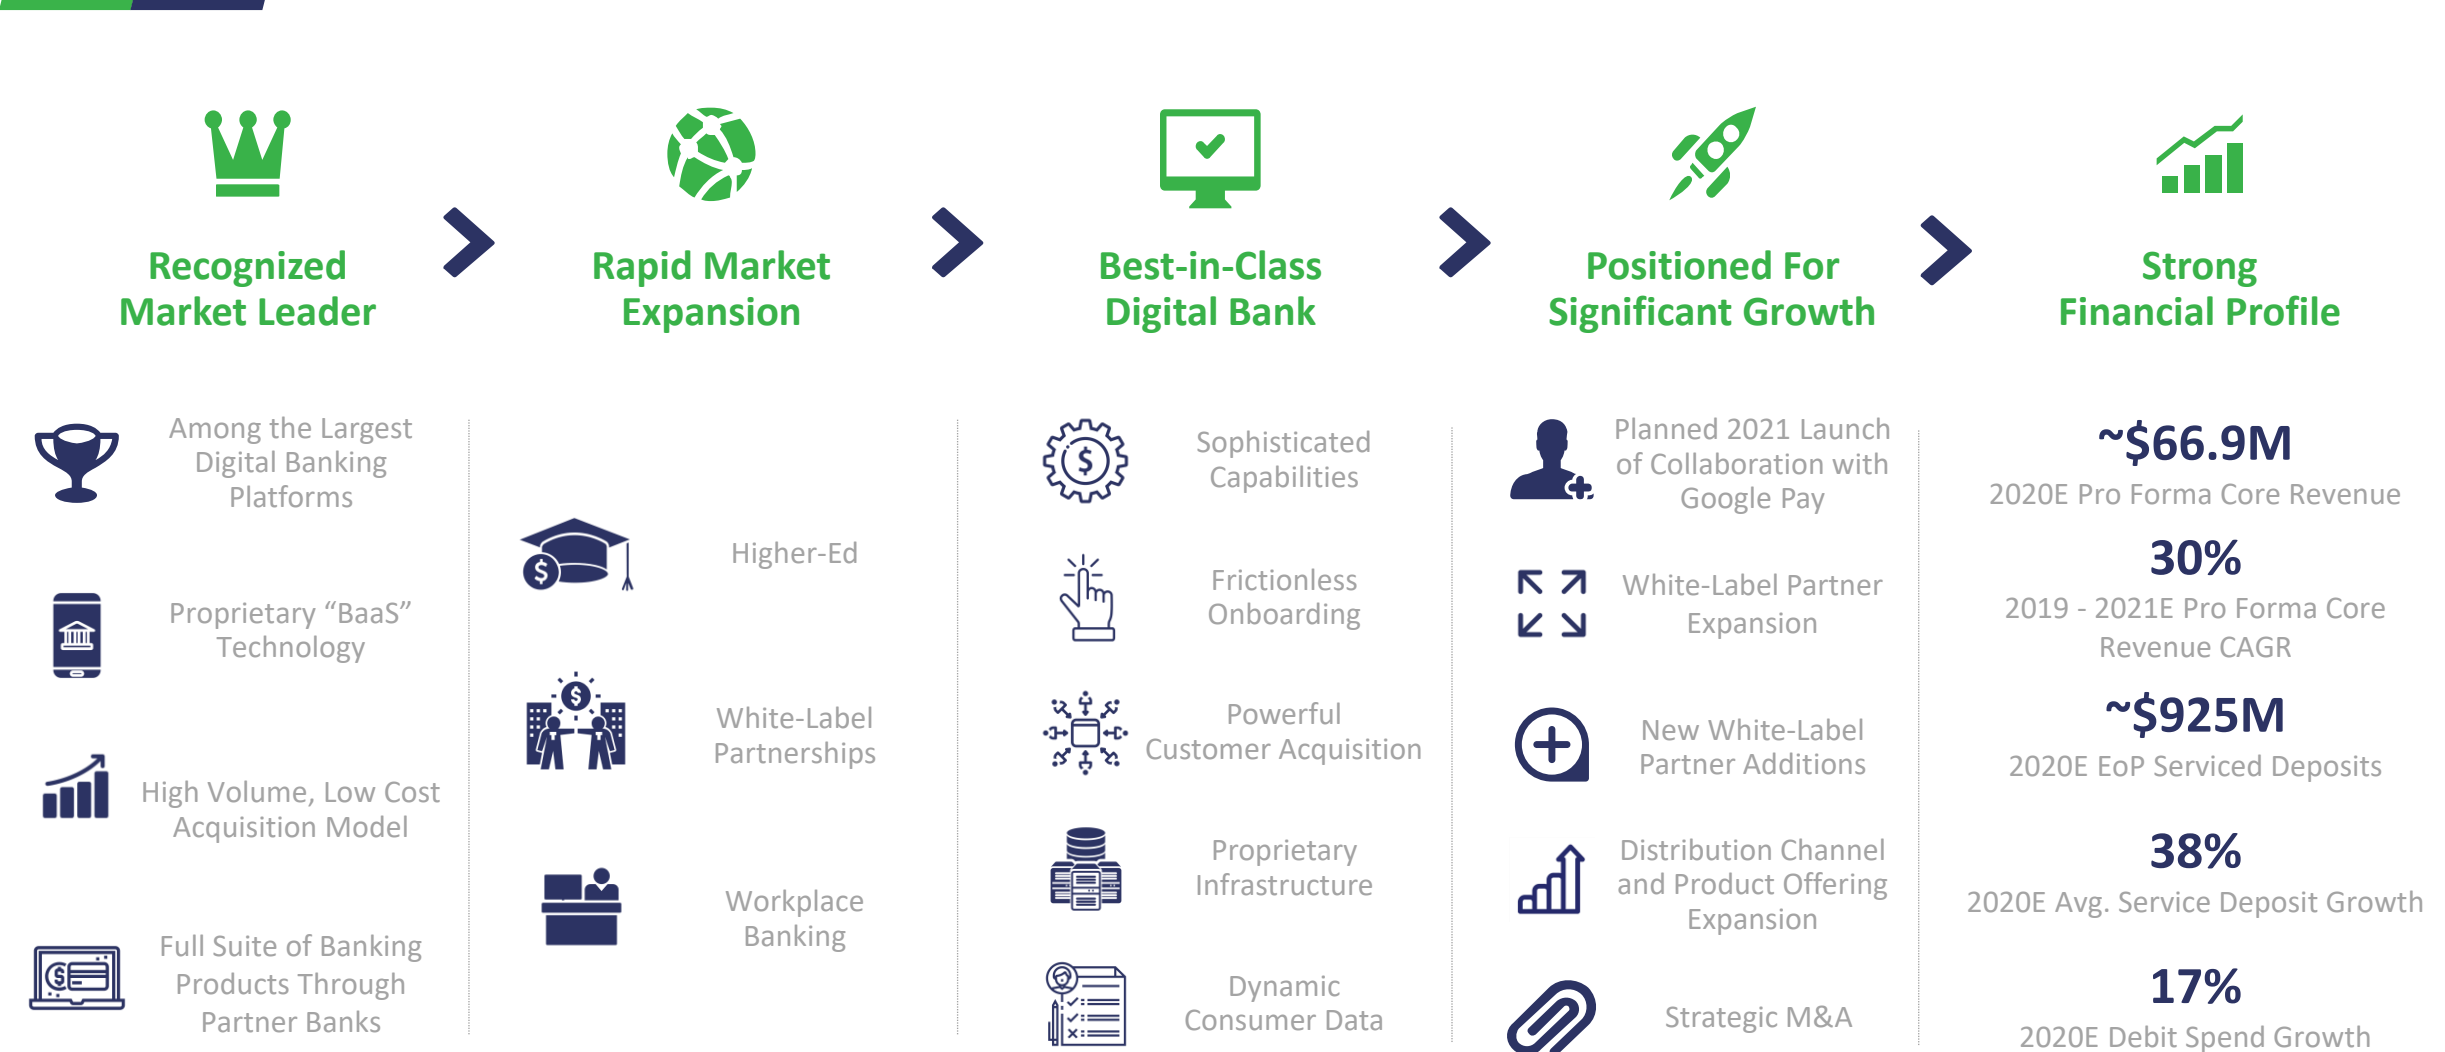 Recognized
Market Leader
Among the Largest
Digital Banking
Platforms
Proprietary “BaaS”
Technology
High Volume, Low Cost
Acquisition Model
Full Suite of Banking
Products Through
Partner Banks
Rapid Market
Expansion
Higher-Ed
White-Label
Partnerships
Workplace
Banking
Best-in-Class
Digital Bank
Sophisticated
Capabilities
Frictionless
Onboarding
Powerful
Customer Acquisition
Proprietary
Infrastructure
Dynamic
Consumer Data
Positioned For
Significant Growth
Planned 2021 Launch
of Collaboration with
Google Pay
White-Label Partner
Expansion
New White-Label
Partner Additions
Distribution Channel
and Product Offering
Expansion
Strategic M&A
Strong
Financial Profile
~$66.9M
2020E Pro Forma Core Revenue
30%
2019 - 2021E Pro Forma Core
Revenue CAGR
~$925M
2020E EoP Serviced Deposits
38%
2020E Avg. Service Deposit Growth
17%
2020E Debit Spend Growth